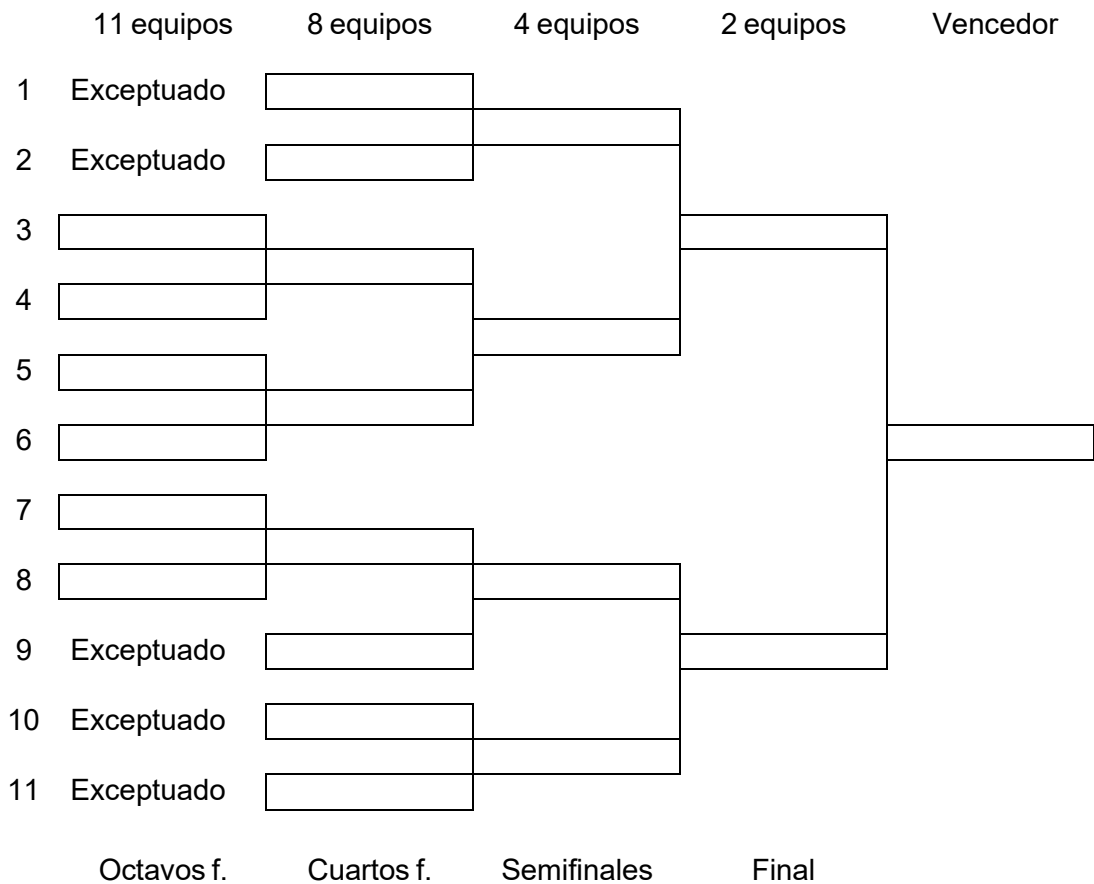 11 equipos 8 equipos 4 equipos 2 equipos Vencedor
1 Exceptuado
2 Exceptuado
3
4
5
6
7
8
9 Exceptuado
10 Exceptuado
11 Exceptuado
Octavos f. Cuartos f. Semifinales Final